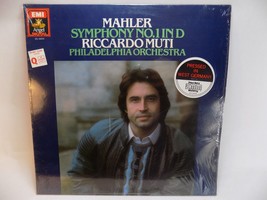 EMI
Angel
MAHLER
SYMPHONY NO.1 IN D
RICCARDO MUTI
PHILADELPHIA ORCHESTRA
PRESSED IN
WEST GERMANY